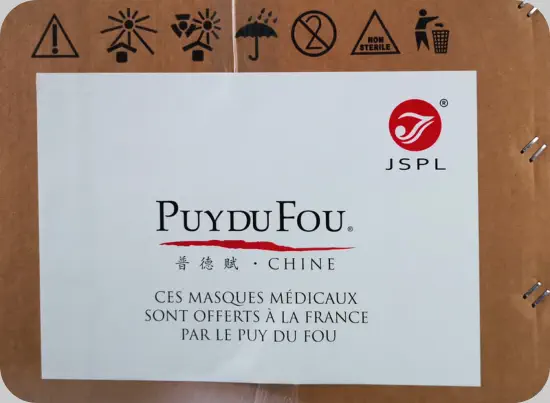 NON
STERILE
®
JSPL
PUYDUFOU®
普德赋 · CHINE
CES MASQUES MÉDICAUX
SONT OFFERTS À LA FRANCE
PAR LE PUY DU FOU